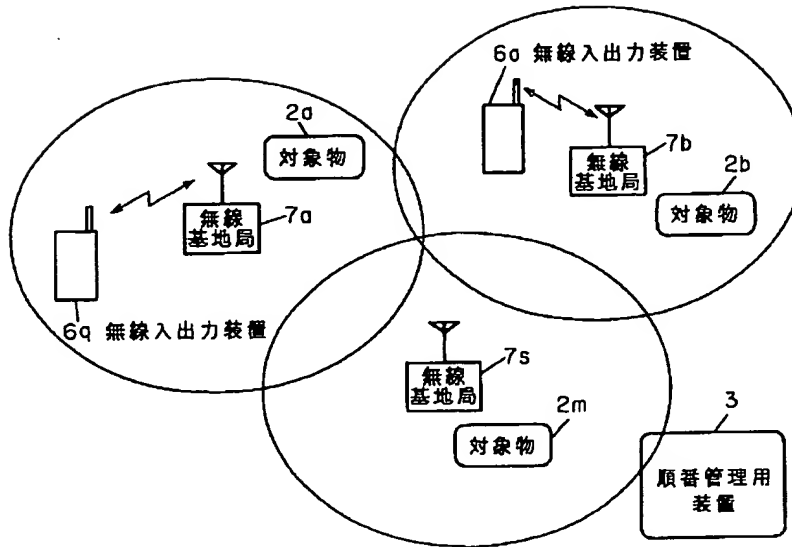 6a 無線入出力装置
2a
対象物
7b
無線
基地局
2b
対象物
無線
基地局
7a
6q 無線入出力装置
7s
無線
基地局
2m
対象物
3
順番管理用
装置